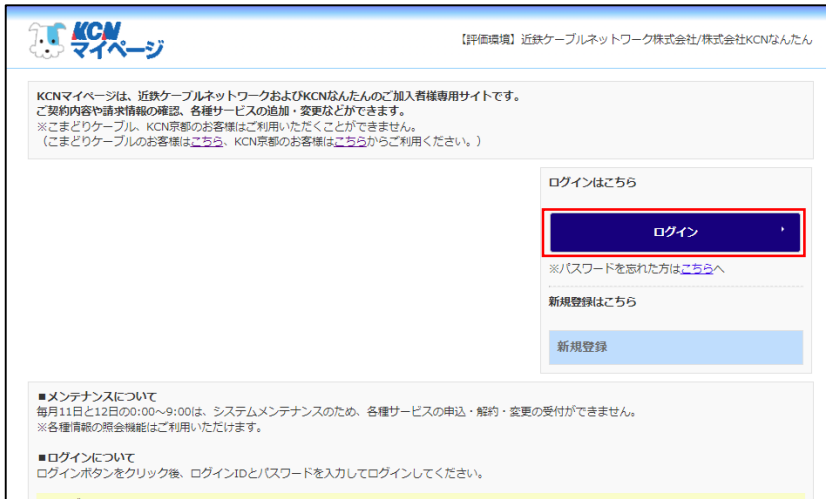 KCN
マイページ
【評価環境】近鉄ケーブルネットワーク株式会社/株式会社KCNなんたん
KCNマイページは、近鉄ケーブルネットワークおよびKCNなんたんのご加入者様専用サイトです。
ご契約内容や請求情報の確認、各種サービスの追加・変更などができます。
※こまどりケーブル、KCN京都のお客様はご利用いただくことができません。
（こまどりケーブルのお客様はこちら、KCN京都のお客様はこちらからご利用ください。）
ログインはこちら
ログイン
※パスワードを忘れた方はこちらへ
新規登録はこちら
新規登録
■メンテナンスについて
毎月11日と12日の0:00～9:00は、システムメンテナンスのため、各種サービスの申込・解約・変更の受付ができません。
※各種情報の照会機能はご利用いただけます。
■ログインについて
ログインボタンをクリック後、ログインIDとパスワードを入力してログインしてください。